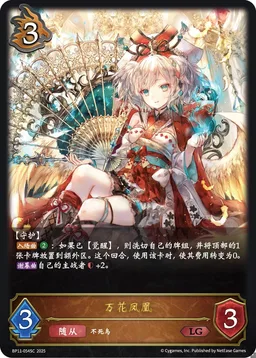 3
【守护】
入场曲 2 ：如果已【觉醒】，则洗切自己的牌组，并将顶部的1
张卡牌放置到额外区。这个回合，使用该卡时，使其费用转变为0。
谢幕曲 自己的主战者 +2。
万花凤凰
3
随从 不死鸟
LG
3
BP11-054SC 2025
© Cygames, Inc. Published by NetEase Games